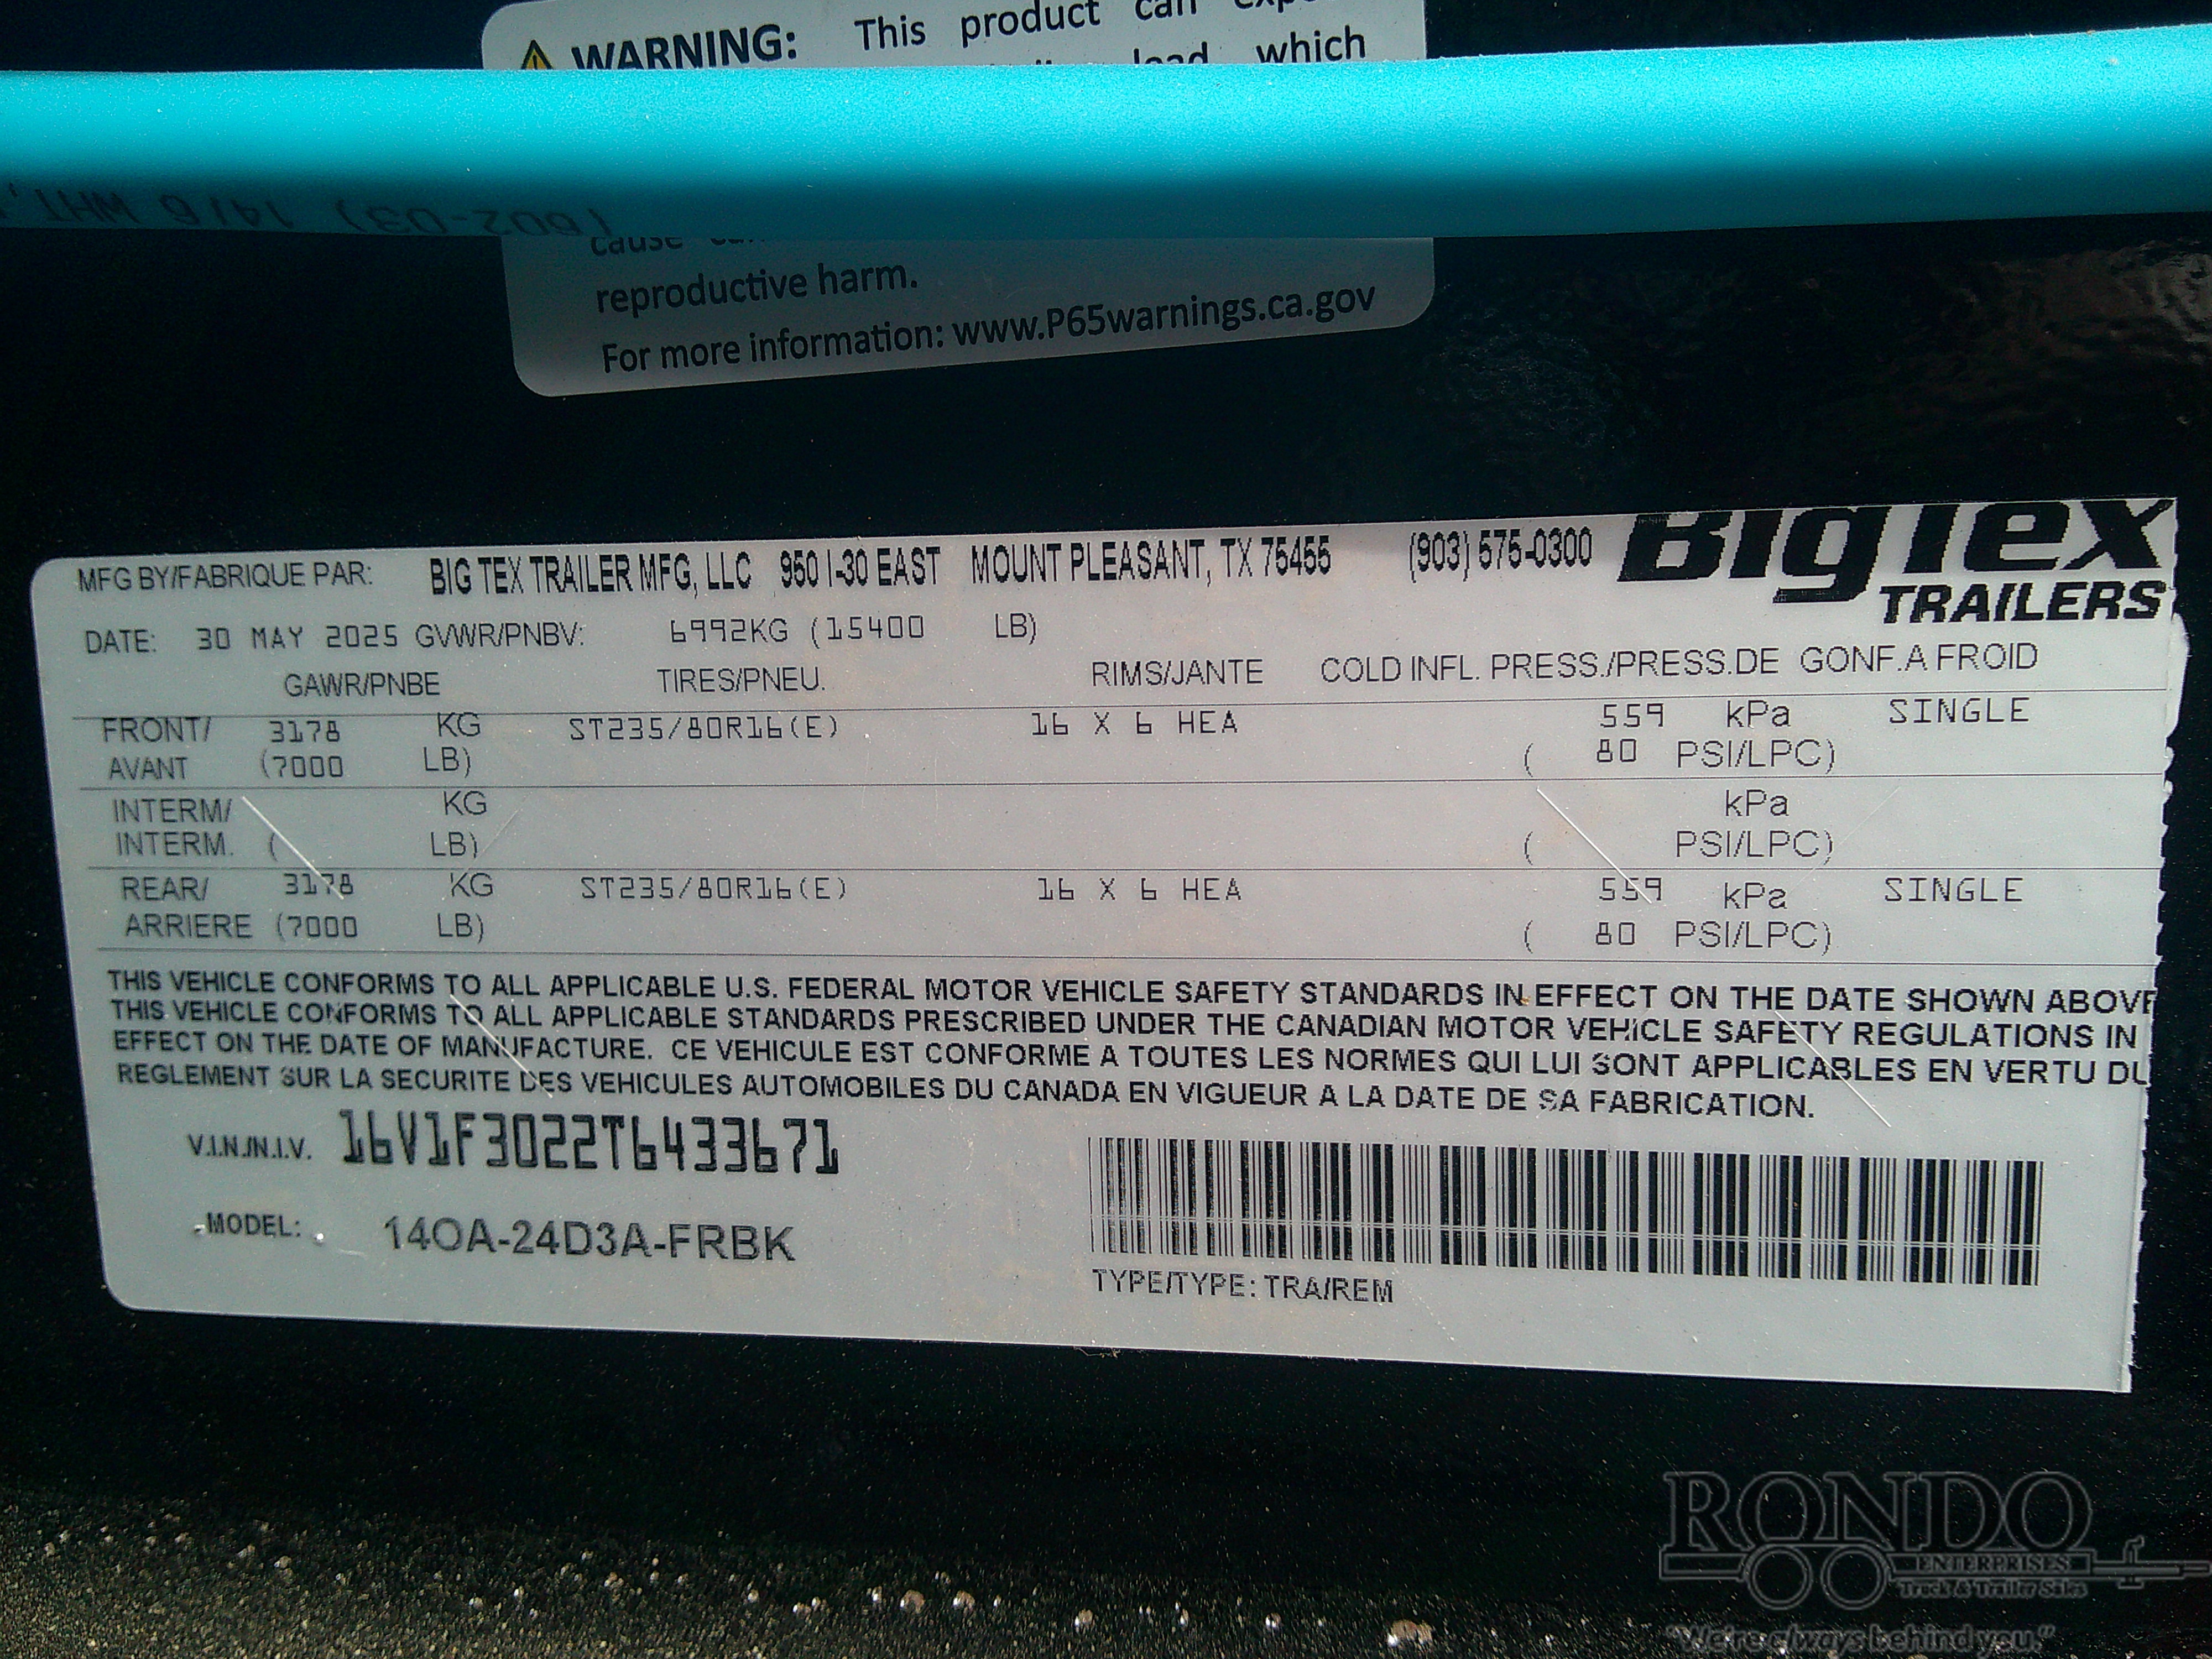 WARNING: This product can
load which
(602-03) 14/6 WHT
cause
reproductive harm.
For more information: www.P65warnings.ca.gov
MFG BY/FABRIQUE PAR: BIG TEX TRAILER MFG, LLC 950 I-30 EAST MOUNT PLEASANT, TX 75455 (903) 575-0300
BigTex
TRAILERS
DATE: 30 MAY 2025 GVWR/PNBV: 6992KG (15400 LB)
GAWR/PNBE TIRES/PNEU. RIMS/JANTE COLD INFL. PRESS./PRESS.DE GONF.A FROID
FRONT/ 3178 KG ST235/80R16(E) 16 X 6 HEA 559 kPa SINGLE
AVANT (7000 LB) ( 80 PSI/LPC)
INTERM/ KG kPa
INTERM. ( LB) ( PSI/LPC)
REAR/ 3178 KG ST235/80R16(E) 16 X 6 HEA 559 kPa SINGLE
ARRIERE (7000 LB) ( 80 PSI/LPC)
THIS VEHICLE CONFORMS TO ALL APPLICABLE U.S. FEDERAL MOTOR VEHICLE SAFETY STANDARDS IN EFFECT ON THE DATE SHOWN ABOVE
THIS VEHICLE CONFORMS TO ALL APPLICABLE STANDARDS PRESCRIBED UNDER THE CANADIAN MOTOR VEHICLE SAFETY REGULATIONS IN
EFFECT ON THE DATE OF MANUFACTURE. CE VEHICULE EST CONFORME A TOUTES LES NORMES QUI LUI SONT APPLICABLES EN VERTU DU
REGLEMENT SUR LA SECURITE DES VEHICULES AUTOMOBILES DU CANADA EN VIGUEUR A LA DATE DE SA FABRICATION.
V.I.N./N.I.V. 16V1F3022T6433671
MODEL: 14OA-24D3A-FRBK
TYPE/TYPE: TRA/REM
RONDO
ENTERPRISES
Truck & Trailer Sales
"We're always behind you."